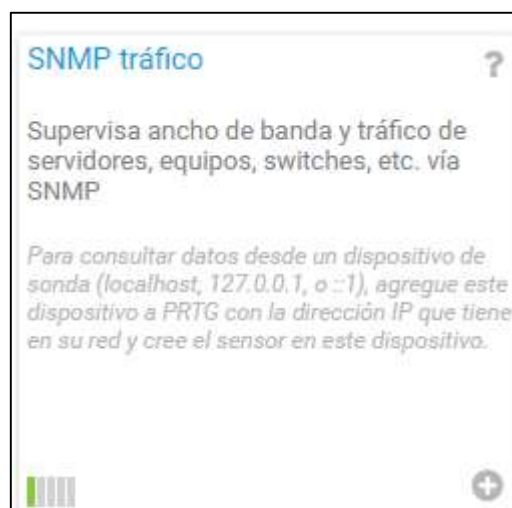 SNMP tráfico
?
Supervisa ancho de banda y tráfico de
servidores, equipos, switches, etc. vía
SNMP
Para consultar datos desde un dispositivo de
sonda (localhost, 127.0.0.1, o ::1), agregue este
dispositivo a PRTG con la dirección IP que tiene
en su red y cree el sensor en este dispositivo.